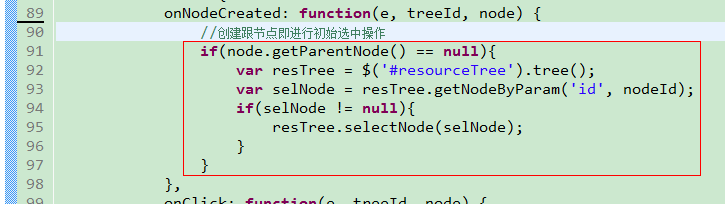 89 onNodeCreated: function(e, treeId, node) {
90 //创建跟节点即进行初始选中操作
91 if(node.getParentNode() == null){
92 var resTree = $('#resourceTree').tree();
93 var selNode = resTree.getNodeByParam('id', nodeId);
94 if(selNode != null){
95 resTree.selectNode(selNode);
96 }
97 }
98 },
99 onClick: function(e, treeId, node) {